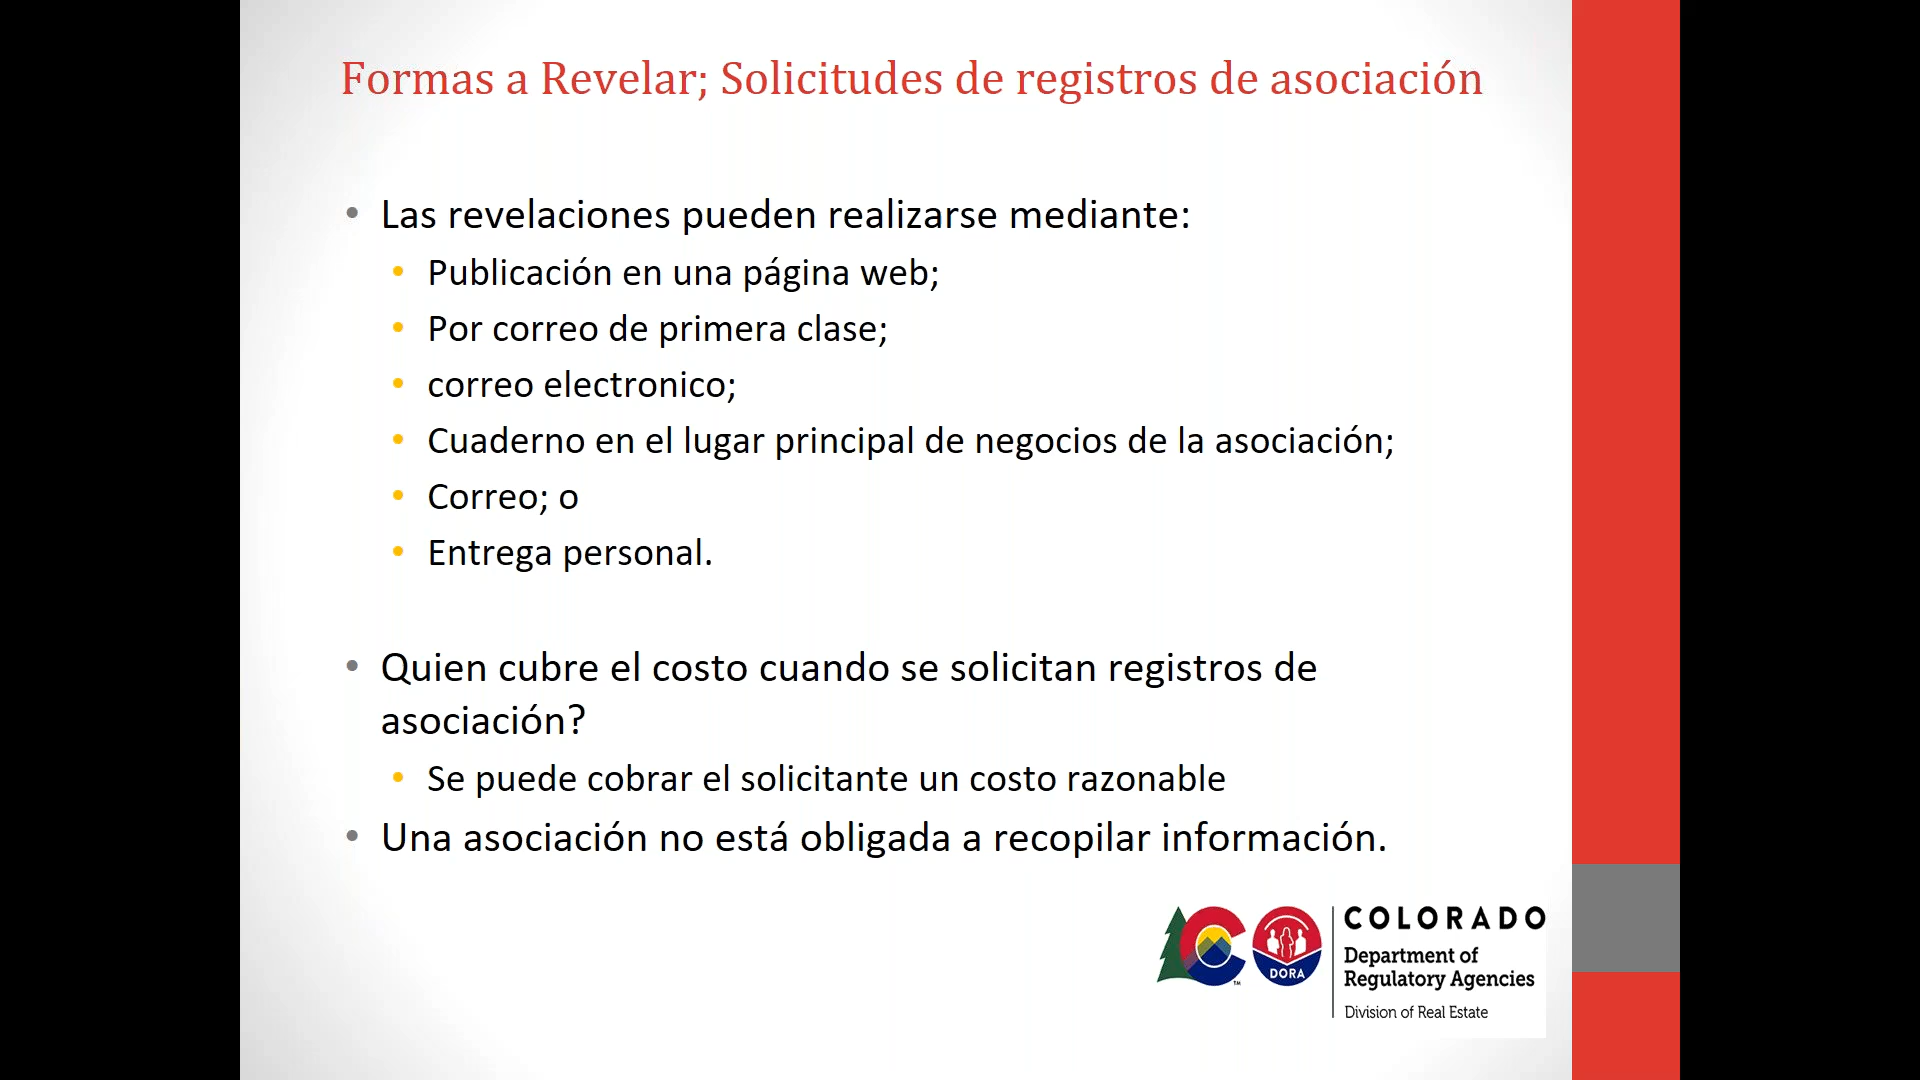 Formas a Revelar; Solicitudes de registros de asociación
• Las revelaciones pueden realizarse mediante:
• Publicación en una página web;
• Por correo de primera clase;
• correo electronico;
• Cuaderno en el lugar principal de negocios de la asociación;
• Correo; o
• Entrega personal.
• Quien cubre el costo cuando se solicitan registros de
asociación?
• Se puede cobrar el solicitante un costo razonable
• Una asociación no está obligada a recopilar información.
COLORADO
Department of
Regulatory Agencies
Division of Real Estate
DORA
TM